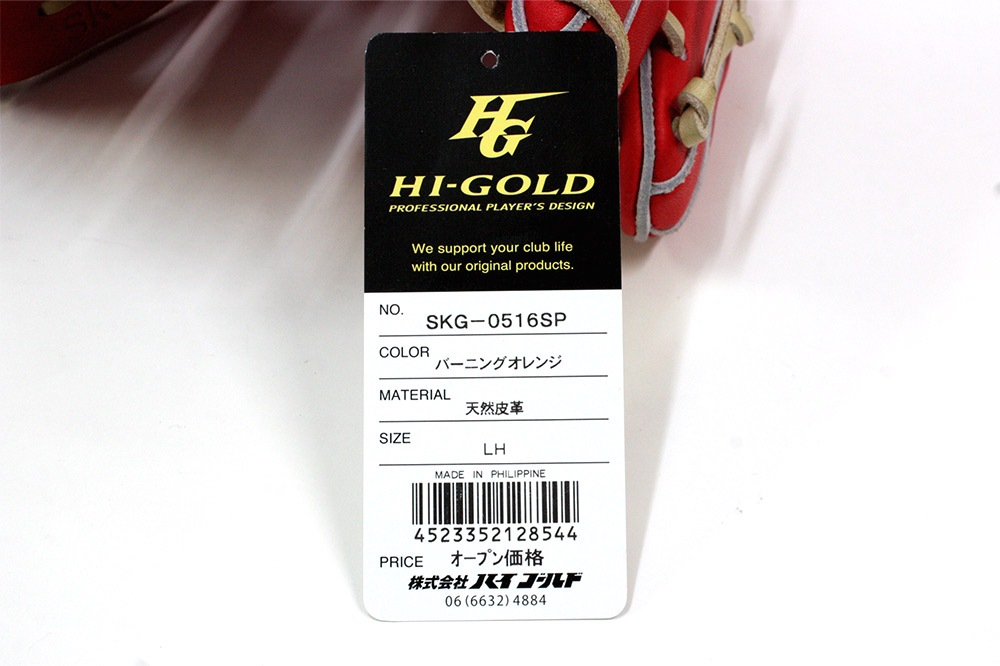 HG
HI-GOLD
PROFESSIONAL PLAYER'S DESIGN
We support your club life
with our original products.
NO. SKG-0516SP
COLOR バーニングオレンジ
MATERIAL 天然皮革
SIZE LH
MADE IN PHILIPPINE
4523352128544
PRICE オープン価格
株式会社 ハイ ゴールド
06(6632)4884